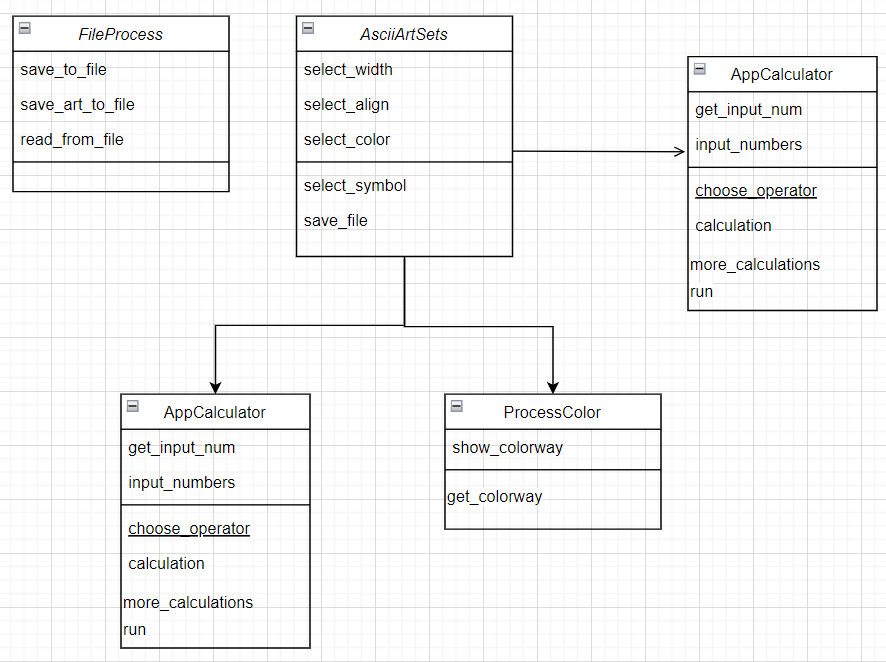 FileProcess
save_to_file
save_art_to_file
read_from_file
AsciiArtSets
select_width
select_align
select_color
select_symbol
save_file
AppCalculator
get_input_num
input_numbers
choose_operator
calculation
more_calculations
run
AppCalculator
get_input_num
input_numbers
choose_operator
calculation
more_calculations
run
ProcessColor
show_colorway
get_colorway